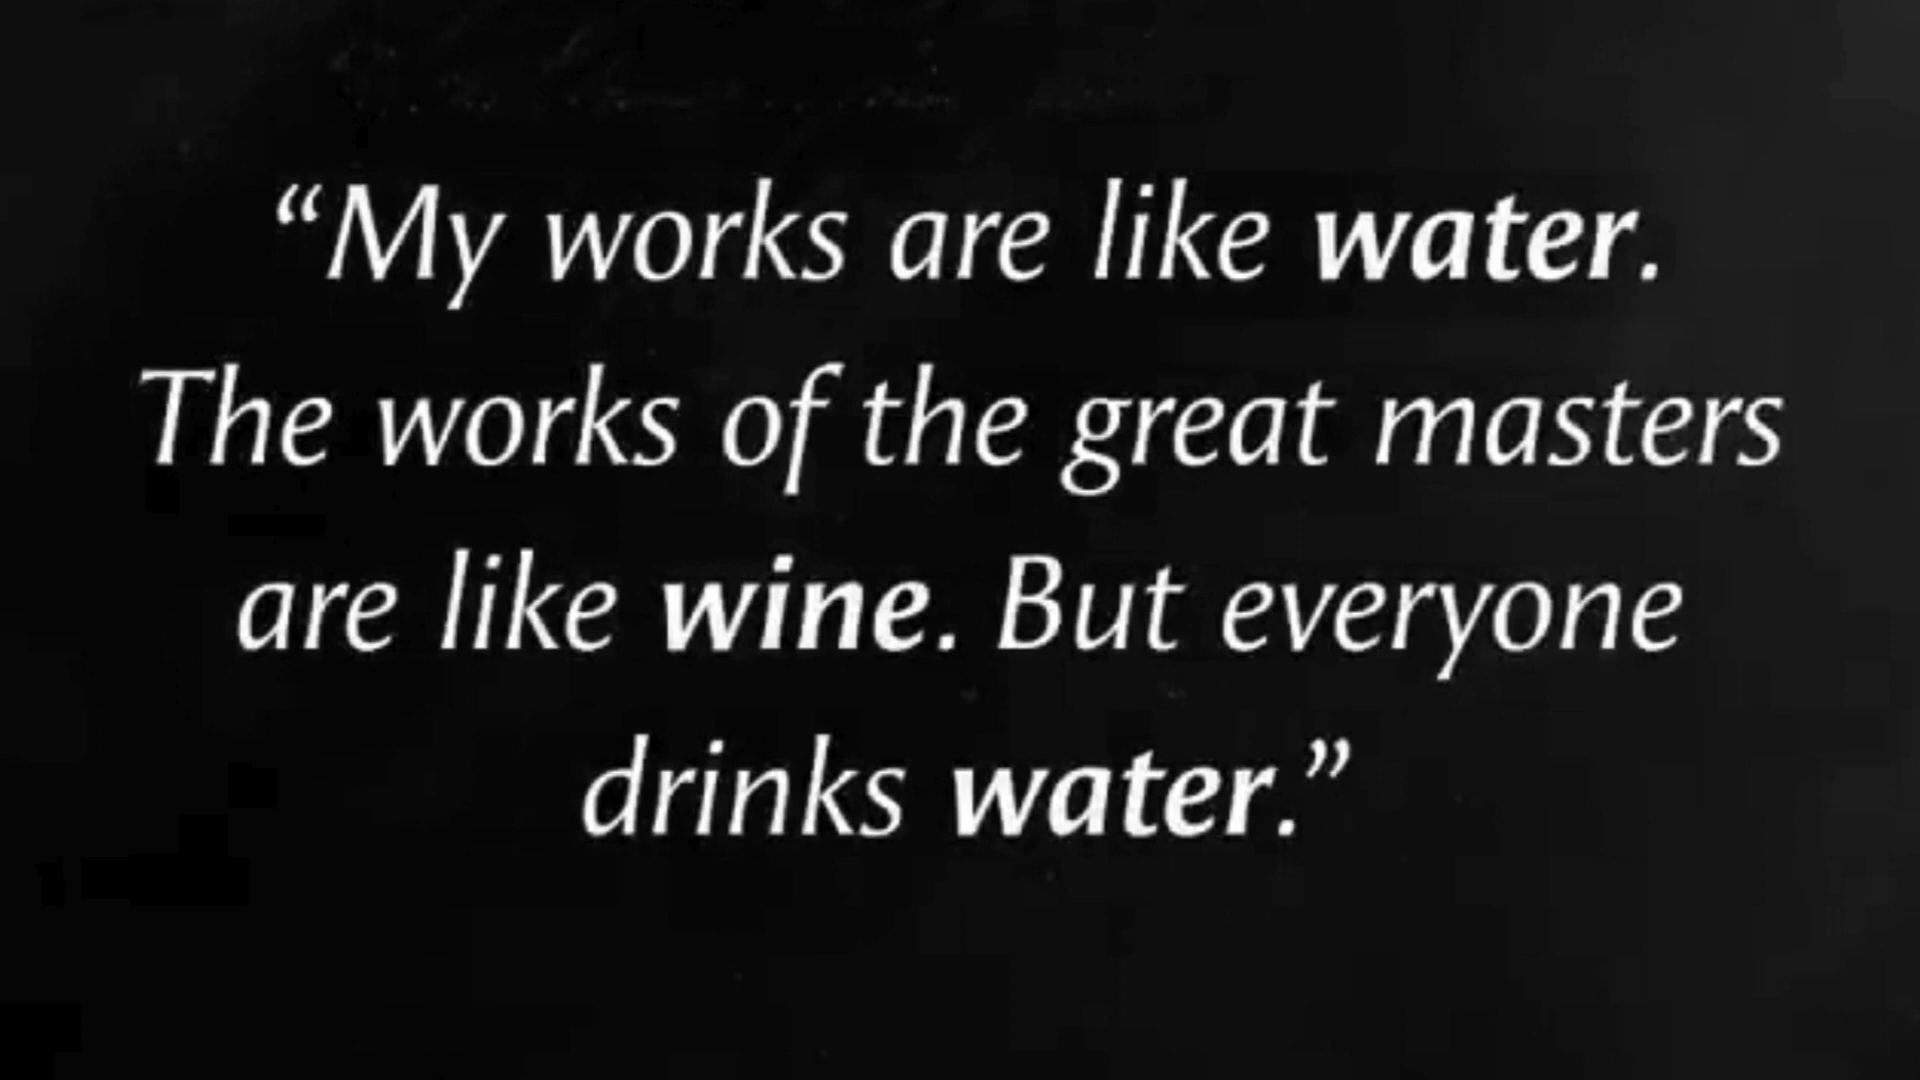 “My works are like water.
The works of the great masters
are like wine. But everyone
drinks water.”